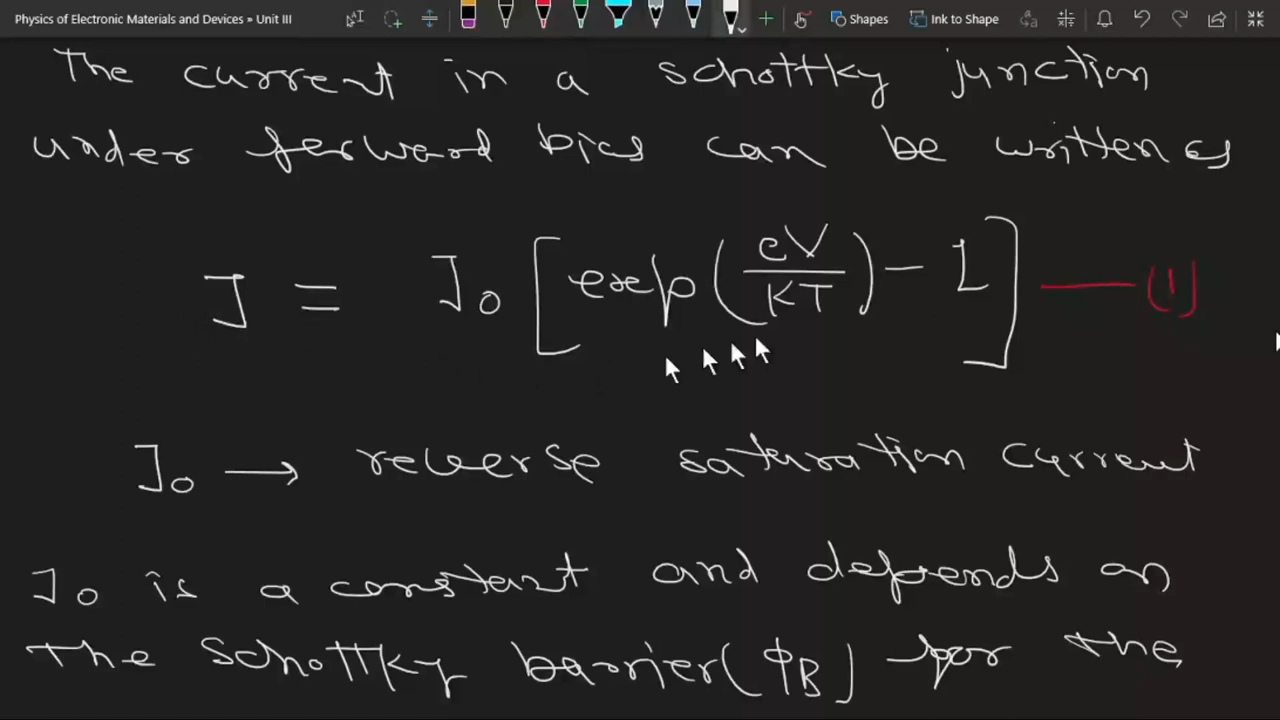 Physics of Electronic Materials and Devices » Unit III
Shapes
Ink to Shape
The current in a schottky junction
under forward bias can be written as
J = J₀ [exp(eV/KT) - 1] — (1)
J₀ → reverse saturation current
J₀ is a constant and depends on
the Schottky barrier (ϕB) for the